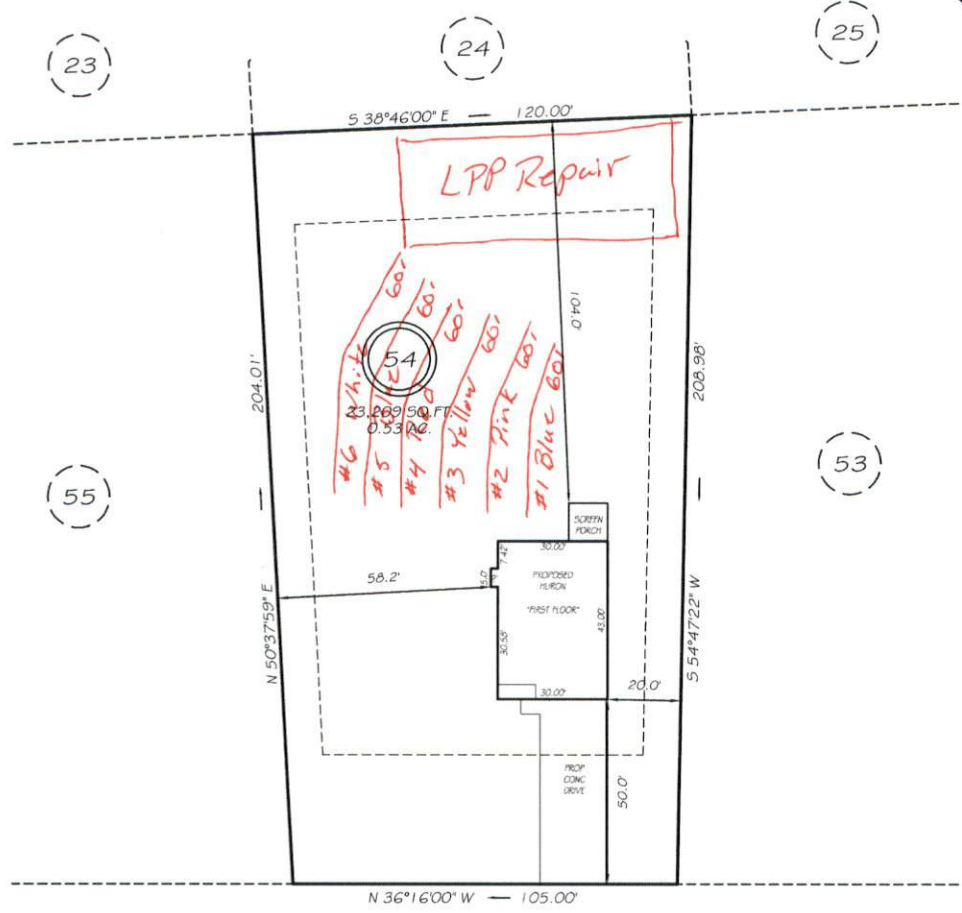 23
24
25
S 38°46'00" E — 120.00'
LPP Repair
104.0'
204.01'
208.98'
54
23,269 SQ.FT.
0.53 AC.
#6 White 60'
#5 Blue 60'
#4 Red 60'
#3 Yellow 60'
#2 Pink 60'
#1 Blue 60'
55
53
SCREEN
PORCH
30.00'
7.42'
5.0'
58.2'
PROPOSED
HURON
"FIRST FLOOR"
43.00'
30.58'
30.00'
20.0'
N 50°37'59" E
S 54°47'22" W
PROP
CONC
DRIVE
50.0'
N 36°16'00" W — 105.00'